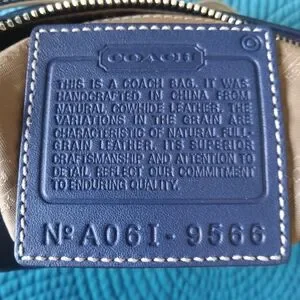 COACH
THIS IS A COACH BAG. IT WAS
HANDCRAFTED IN CHINA FROM
NATURAL COWHIDE LEATHER. THE
VARIATIONS IN THE GRAIN ARE
CHARACTERISTIC OF NATURAL FULL-
GRAIN LEATHER. ITS SUPERIOR
CRAFTSMANSHIP AND ATTENTION TO
DETAIL REFLECT OUR COMMITMENT
TO ENDURING QUALITY.
No A06I-9566